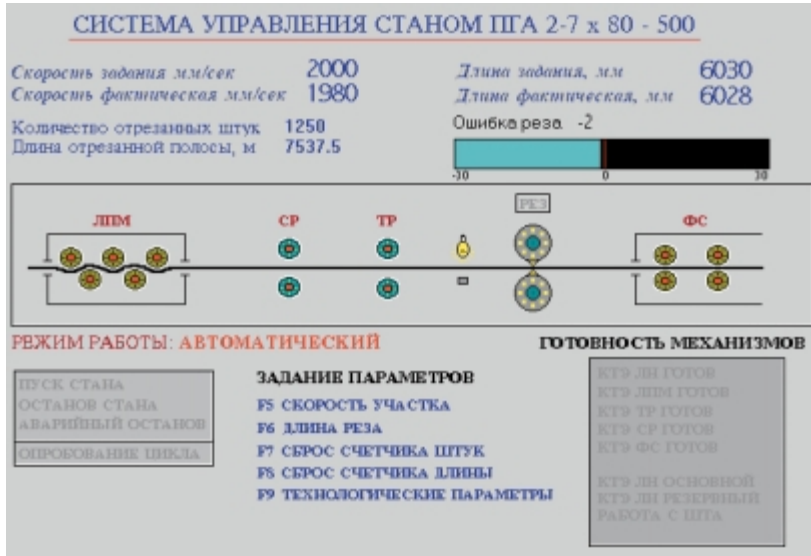 СИСТЕМА УПРАВЛЕНИЯ СТАНОМ ПГА 2-7 х 80 - 500
Скорость задания мм/сек 2000
Длина задания, мм 6030
Скорость фактическая мм/сек 1980
Длина фактическая, мм 6028
Количество отрезанных штук 1250
Ошибка реза -2
Длина отрезанной полосы, м 7537.5
-30 0 30
РЕЗ
ЛПМ СР ТР ФС
РЕЖИМ РАБОТЫ: АВТОМАТИЧЕСКИЙ
ГОТОВНОСТЬ МЕХАНИЗМОВ
ПУСК СТАНА
ОСТАНОВ СТАНА
АВАРИЙНЫЙ ОСТАНОВ
ОПРОБОВАНИЕ ЦИКЛА
ЗАДАНИЕ ПАРАМЕТРОВ
F5 СКОРОСТЬ УЧАСТКА
F6 ДЛИНА РЕЗА
F7 СБРОС СЧЕТЧИКА ШТУК
F8 СБРОС СЧЕТЧИКА ДЛИНЫ
F9 ТЕХНОЛОГИЧЕСКИЕ ПАРАМЕТРЫ
КТЭ ЛН ГОТОВ
КТЭ ЛПМ ГОТОВ
КТЭ ТР ГОТОВ
КТЭ СР ГОТОВ
КТЭ ФС ГОТОВ
КТЭ ЛН ОСНОВНОЙ
КТЭ ЛН РЕЗЕРВНЫЙ
РАБОТА С ШТА